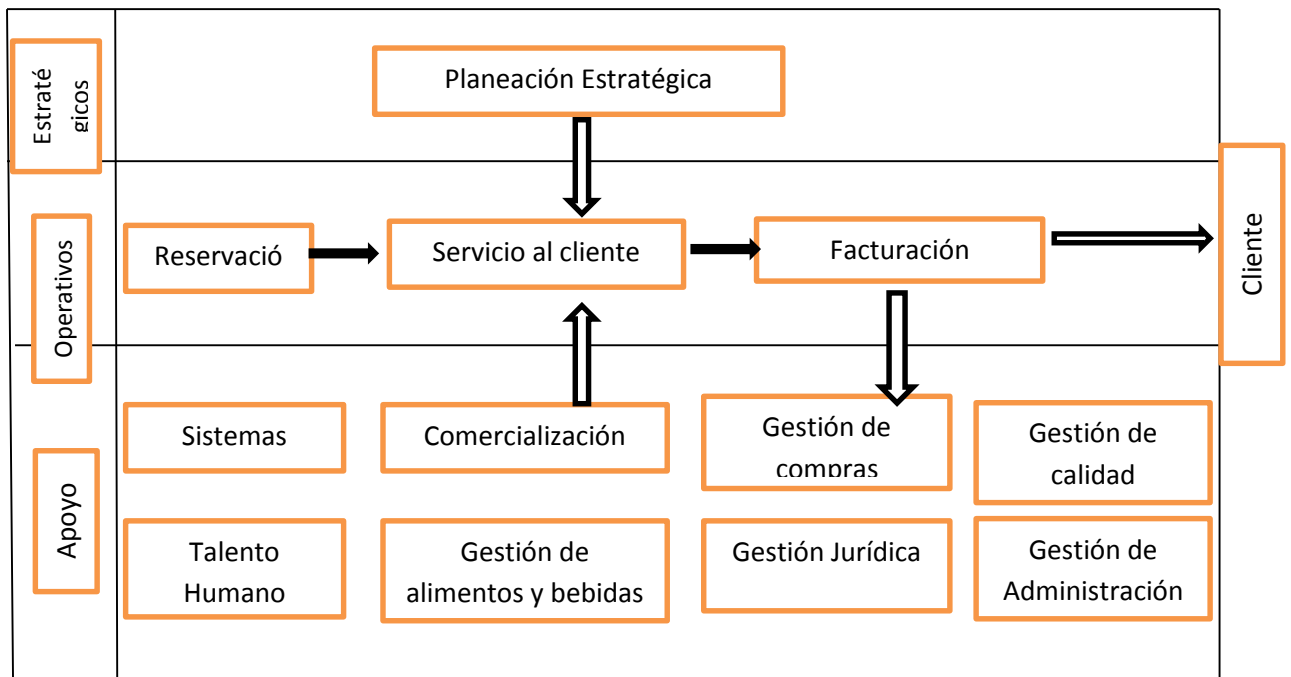 Estraté
gicos
Planeación Estratégica
Operativos
Reservació
Servicio al cliente
Facturación
Cliente
Apoyo
Sistemas
Comercialización
Gestión de
compras
Gestión de
calidad
Talento
Humano
Gestión de
alimentos y bebidas
Gestión Jurídica
Gestión de
Administración